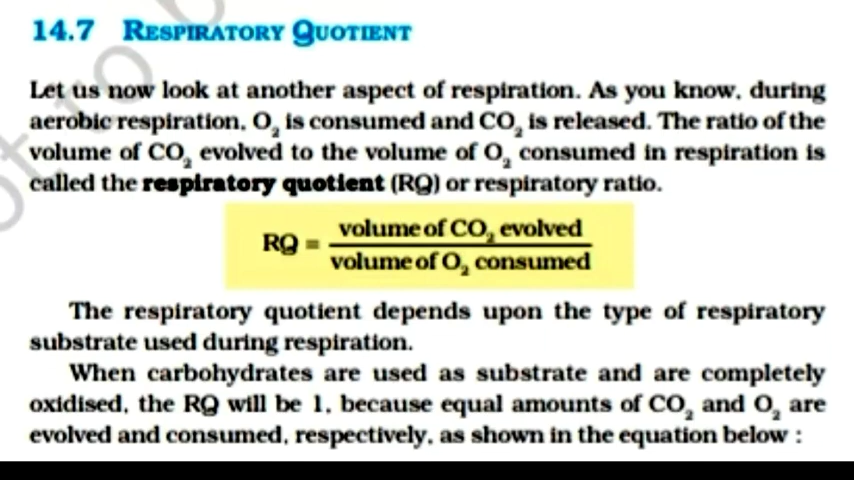 14.7 RESPIRATORY QUOTIENT
Let us now look at another aspect of respiration. As you know, during
aerobic respiration, O₂ is consumed and CO₂ is released. The ratio of the
volume of CO₂ evolved to the volume of O₂ consumed in respiration is
called the respiratory quotient (RQ) or respiratory ratio.
RQ = volume of CO₂ evolved
volume of O₂ consumed
The respiratory quotient depends upon the type of respiratory
substrate used during respiration.
When carbohydrates are used as substrate and are completely
oxidised, the RQ will be 1, because equal amounts of CO₂ and O₂ are
evolved and consumed, respectively, as shown in the equation below :